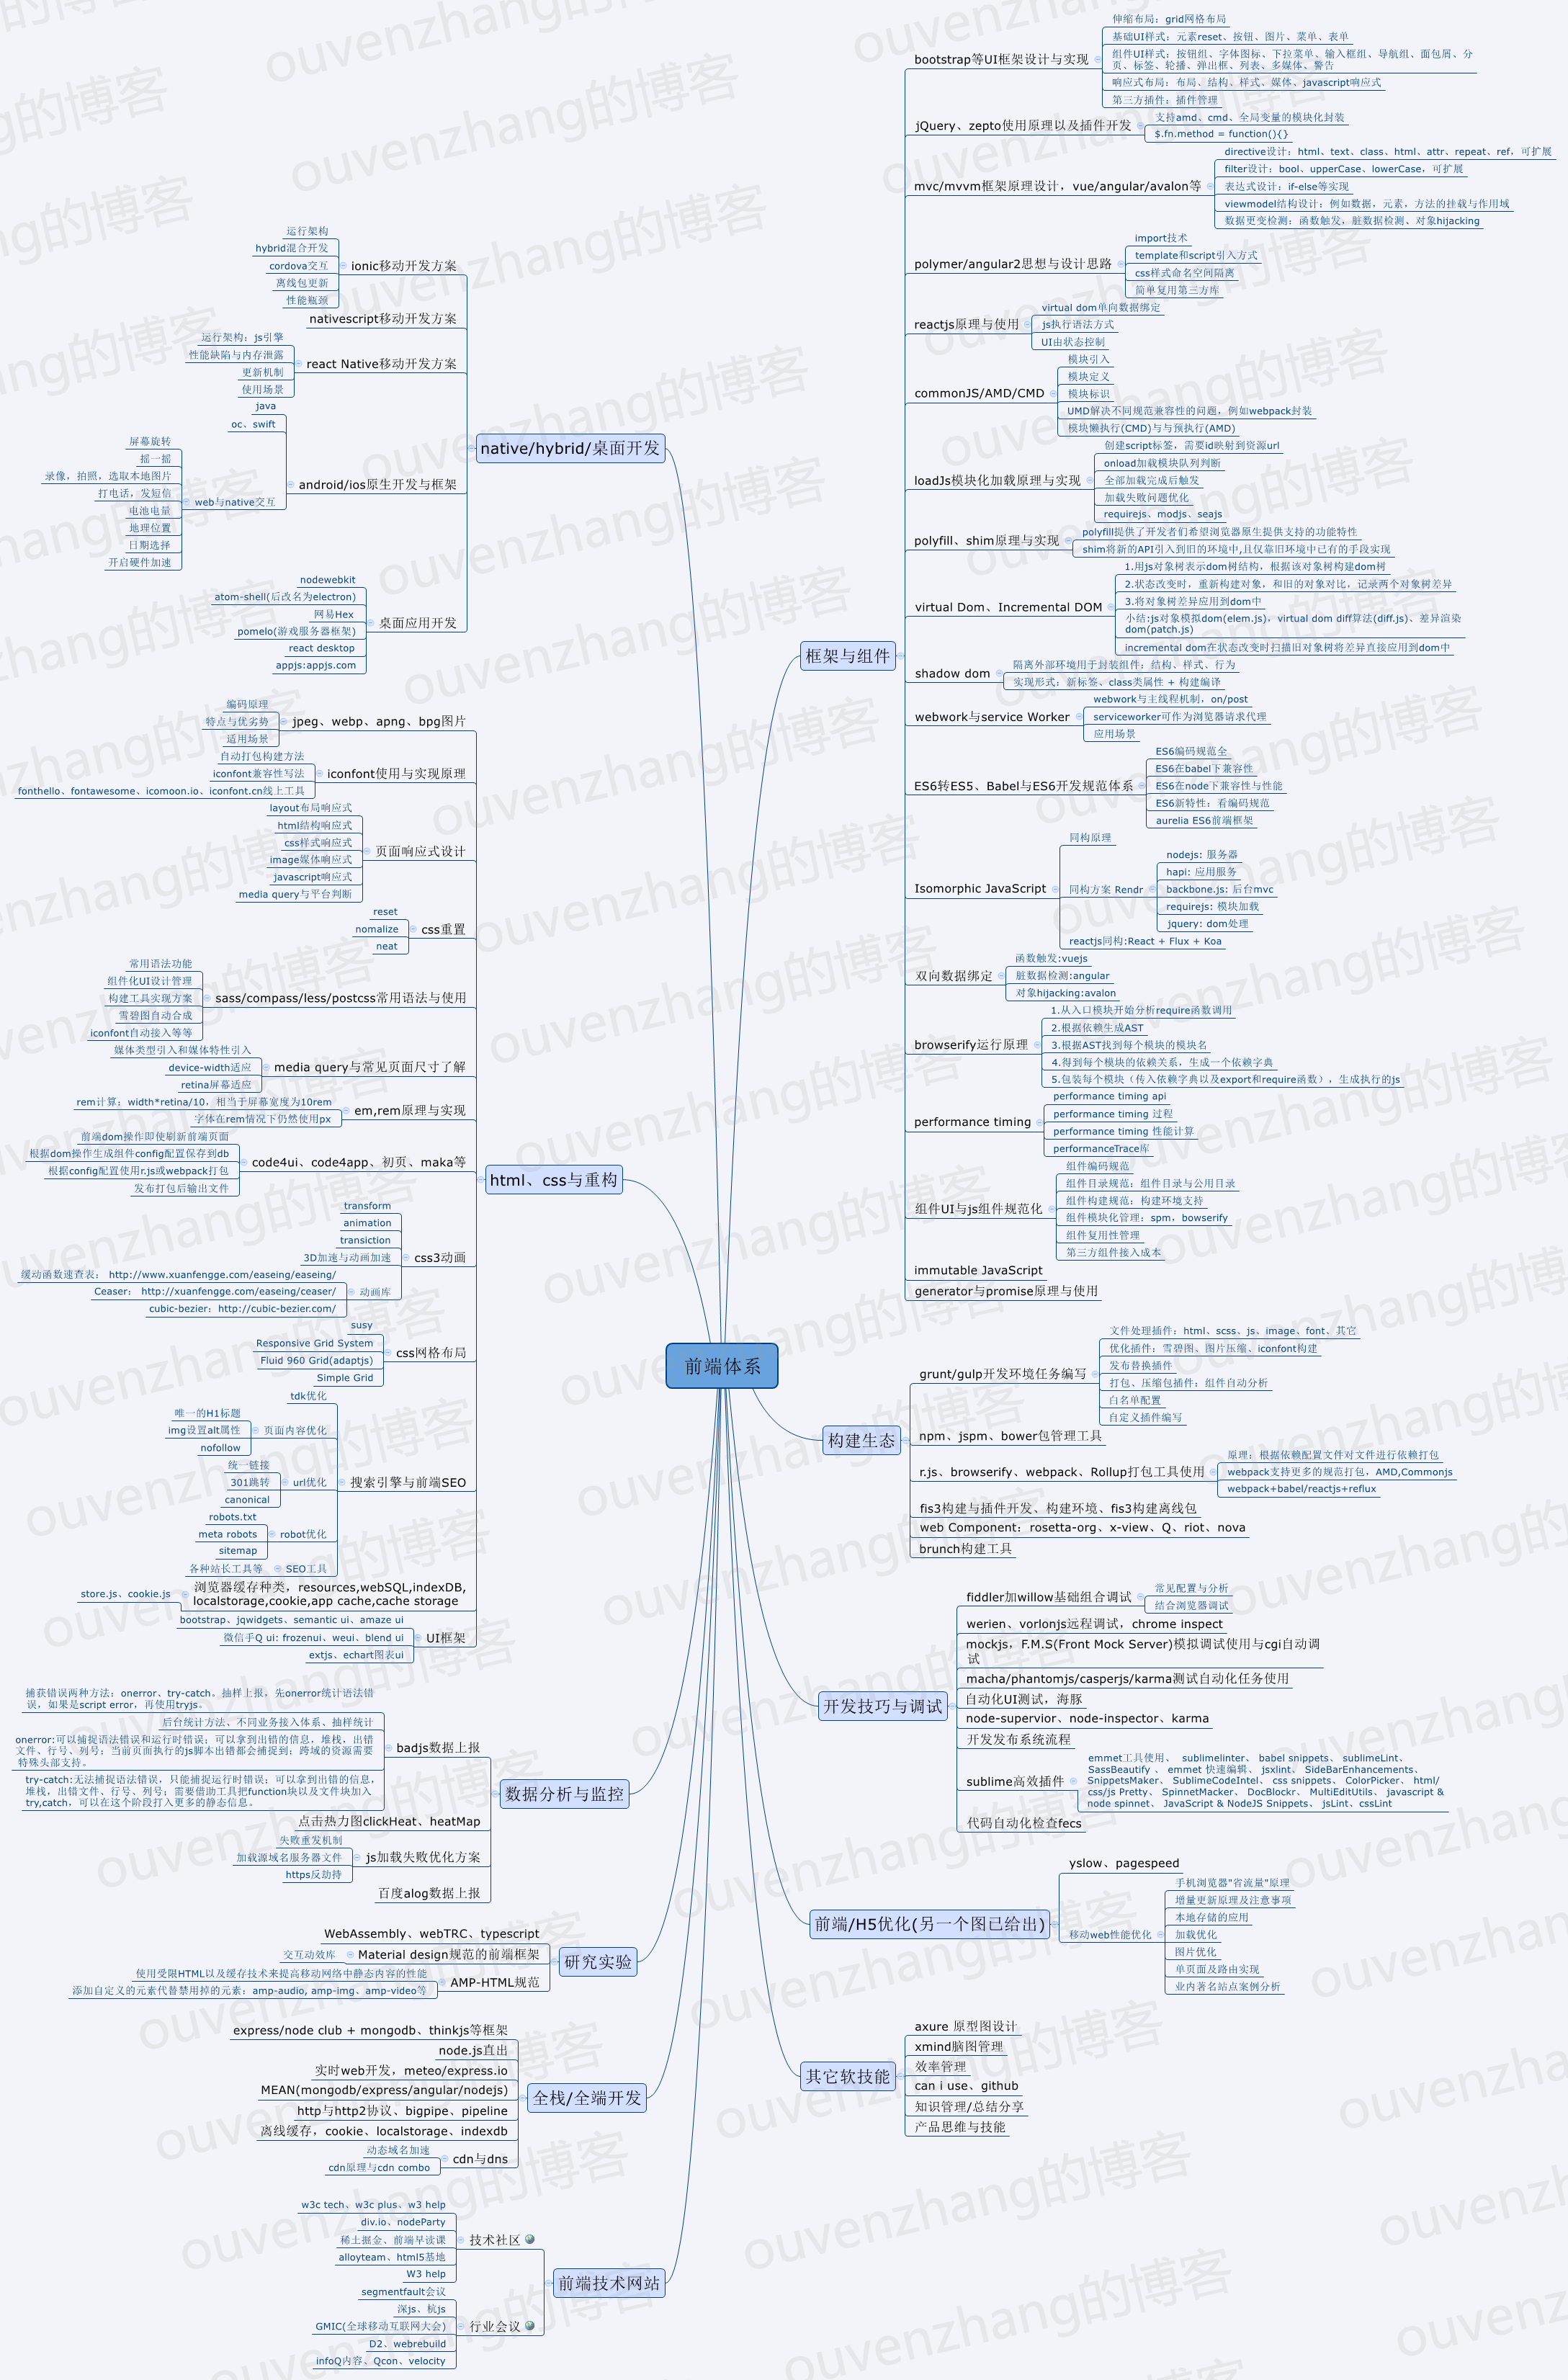 前端体系
框架与组件
bootstrap等UI框架设计与实现
伸缩布局：grid网格布局
基础UI样式：元素reset、按钮、图片、菜单、表单
组件UI样式：按钮组、字体图标、下拉菜单、输入框组、导航组、面包屑、分
页、标签、轮播、弹出框、列表、多媒体、警告
响应式布局：布局、结构、样式、媒体、javascript响应式
第三方插件：插件管理
jQuery、zepto使用原理以及插件开发
支持amd、cmd、全局变量的模块化封装
$.fn.method = function(){}
mvc/mvvm框架原理设计，vue/angular/avalon等
directive设计：html、text、class、html、attr、repeat、ref，可扩展
filter设计：bool、upperCase、lowerCase，可扩展
表达式设计：if-else等实现
viewmodel结构设计：例如数据，元素，方法的挂载与作用域
数据更变检测：函数触发，脏数据检测、对象hijacking
polymer/angular2思想与设计思路
import技术
template和script引入方式
css样式命名空间隔离
简单复用第三方库
reactjs原理与使用
virtual dom单向数据绑定
js执行语法方式
UI由状态控制
commonJS/AMD/CMD
模块引入
模块定义
模块标识
UMD解决不同规范兼容性的问题，例如webpack封装
模块懒执行(CMD)与与预执行(AMD)
loadJs模块化加载原理与实现
创建script标签，需要id映射到资源url
onload加载模块队列判断
全部加载完成后触发
加载失败问题优化
requirejs、modjs、seajs
polyfill、shim原理与实现
polyfill提供了开发者们希望浏览器原生提供支持的功能特性
shim将新的API引入到旧的环境中,且仅靠旧环境中已有的手段实现
virtual Dom、Incremental DOM
1.用js对象树表示dom树结构，根据该对象树构建dom树
2.状态改变时，重新构建对象，和旧的对象对比，记录两个对象树差异
3.将对象树差异应用到dom中
小结:js对象模拟dom(elem.js)，virtual dom diff算法(diff.js)、差异渲染
dom(patch.js)
incremental dom在状态改变时扫描旧对象树将差异直接应用到dom中
shadow dom
隔离外部环境用于封装组件：结构、样式、行为
实现形式：新标签、class类属性 + 构建编译
webwork与service Worker
webwork与主线程机制，on/post
serviceworker可作为浏览器请求代理
应用场景
ES6转ES5、Babel与ES6开发规范体系
ES6编码规范全
ES6在babel下兼容性
ES6在node下兼容性与性能
ES6新特性：看编码规范
aurelia ES6前端框架
Isomorphic JavaScript
同构原理
同构方案 Rendr
nodejs: 服务器
hapi: 应用服务
backbone.js: 后台mvc
requirejs: 模块加载
jquery: dom处理
reactjs同构:React + Flux + Koa
双向数据绑定
函数触发:vuejs
脏数据检测:angular
对象hijacking:avalon
browserify运行原理
1.从入口模块开始分析require函数调用
2.根据依赖生成AST
3.根据AST找到每个模块的模块名
4.得到每个模块的依赖关系，生成一个依赖字典
5.包装每个模块（传入依赖字典以及export和require函数），生成执行的js
performance timing
performance timing api
performance timing 过程
performance timing 性能计算
performanceTrace库
组件UI与js组件规范化
组件编码规范
组件目录规范：组件目录与公用目录
组件构建规范：构建环境支持
组件模块化管理：spm，bowserify
组件复用性管理
第三方组件接入成本
immutable JavaScript
generator与promise原理与使用
构建生态
grunt/gulp开发环境任务编写
文件处理插件：html、scss、js、image、font、其它
优化插件：雪碧图、图片压缩、iconfont构建
发布替换插件
打包、压缩包插件：组件自动分析
白名单配置
自定义插件编写
npm、jspm、bower包管理工具
r.js、browserify、webpack、Rollup打包工具使用
原理：根据依赖配置文件对文件进行依赖打包
webpack支持更多的规范打包，AMD,Commonjs
webpack+babel/reactjs+reflux
fis3构建与插件开发、构建环境、fis3构建离线包
web Component：rosetta-org、x-view、Q、riot、nova
brunch构建工具
开发技巧与调试
fiddler加willow基础组合调试
常见配置与分析
结合浏览器调试
werien、vorlonjs远程调试，chrome inspect
mockjs，F.M.S(Front Mock Server)模拟调试使用与cgi自动调
试
macha/phantomjs/casperjs/karma测试自动化任务使用
自动化UI测试，海豚
node-supervior、node-inspector、karma
开发发布系统流程
sublime高效插件
emmet工具使用、 sublimelinter、 babel snippets、 sublimeLint、
SassBeautify 、 emmet 快速编辑、 jsxlint、 SideBarEnhancements、
SnippetsMaker、 SublimeCodeIntel、 css snippets、 ColorPicker、 html/
css/js Pretty、 SpinnetMacker、 DocBlockr、 MultiEditUtils、 javascript &
node spinnet、 JavaScript & NodeJS Snippets、 jsLint、cssLint
代码自动化检查fecs
前端/H5优化(另一个图已给出)
yslow、pagespeed
移动web性能优化
手机浏览器"省流量"原理
增量更新原理及注意事项
本地存储的应用
加载优化
图片优化
单页面及路由实现
业内著名站点案例分析
其它软技能
axure 原型图设计
xmind脑图管理
效率管理
can i use、github
知识管理/总结分享
产品思维与技能
native/hybrid/桌面开发
ionic移动开发方案
运行架构
hybrid混合开发
cordova交互
离线包更新
性能瓶颈
nativescript移动开发方案
react Native移动开发方案
运行架构：js引擎
性能缺陷与内存泄露
更新机制
使用场景
android/ios原生开发与框架
java
oc、swift
web与native交互
屏幕旋转
摇一摇
录像，拍照，选取本地图片
打电话，发短信
电池电量
地理位置
日期选择
开启硬件加速
桌面应用开发
nodewebkit
atom-shell(后改名为electron)
网易Hex
pomelo(游戏服务器框架)
react desktop
appjs:appjs.com
html、css与重构
jpeg、webp、apng、bpg图片
编码原理
特点与优劣势
适用场景
iconfont使用与实现原理
自动打包构建方法
iconfont兼容性写法
fonthello、fontawesome、icomoon.io、iconfont.cn线上工具
页面响应式设计
layout布局响应式
html结构响应式
css样式响应式
image媒体响应式
javascript响应式
media query与平台判断
css重置
reset
nomalize
neat
sass/compass/less/postcss常用语法与使用
常用语法功能
组件化UI设计管理
构建工具实现方案
雪碧图自动合成
iconfont自动接入等等
media query与常见页面尺寸了解
媒体类型引入和媒体特性引入
device-width适应
retina屏幕适应
em,rem原理与实现
rem计算：width*retina/10，相当于屏幕宽度为10rem
字体在rem情况下仍然使用px
code4ui、code4app、初页、maka等
前端dom操作即使刷新前端页面
根据dom操作生成组件config配置保存到db
根据config配置使用r.js或webpack打包
发布打包后输出文件
css3动画
transform
animation
transiction
3D加速与动画加速
动画库
缓动函数速查表： http://www.xuanfengge.com/easeing/easeing/
Ceaser： http://xuanfengge.com/easeing/ceaser/
cubic-bezier：http://cubic-bezier.com/
css网格布局
susy
Responsive Grid System
Fluid 960 Grid(adaptjs)
Simple Grid
搜索引擎与前端SEO
tdk优化
页面内容优化
唯一的H1标题
img设置alt属性
nofollow
url优化
统一链接
301跳转
canonical
robot优化
robots.txt
meta robots
sitemap
SEO工具
各种站长工具等
浏览器缓存种类，resources,webSQL,indexDB,
localstorage,cookie,app cache,cache storage
store.js、cookie.js
UI框架
bootstrap、jqwidgets、semantic ui、amaze ui
微信手Q ui: frozenui、weui、blend ui
extjs、echart图表ui
数据分析与监控
badjs数据上报
捕获错误两种方法：onerror、try-catch。抽样上报，先onerror统计语法错
误，如果是script error，再使用tryjs。
后台统计方法、不同业务接入体系、抽样统计
onerror:可以捕捉语法错误和运行时错误；可以拿到出错的信息，堆栈，出错
文件、行号、列号；当前页面执行的js脚本出错都会捕捉到；跨域的资源需要
特殊头部支持。
try-catch:无法捕捉语法错误，只能捕捉运行时错误；可以拿到出错的信息，
堆栈，出错文件、行号、列号；需要借助工具把function块以及文件块加入
try,catch，可以在这个阶段打入更多的静态信息。
点击热力图clickHeat、heatMap
js加载失败优化方案
失败重发机制
加载源域名服务器文件
https反劫持
百度alog数据上报
研究实验
WebAssembly、webTRC、typescript
Material design规范的前端框架
交互动效库
AMP-HTML规范
使用受限HTML以及缓存技术来提高移动网络中静态内容的性能
添加自定义的元素代替禁用掉的元素：amp-audio, amp-img、amp-video等
全栈/全端开发
express/node club + mongodb、thinkjs等框架
node.js直出
实时web开发，meteo/express.io
MEAN(mongodb/express/angular/nodejs)
http与http2协议、bigpipe、pipeline
离线缓存，cookie、localstorage、indexdb
cdn与dns
动态域名加速
cdn原理与cdn combo
前端技术网站
技术社区
w3c tech、w3c plus、w3 help
div.io、nodeParty
稀土掘金、前端早读课
alloyteam、html5基地
W3 help
行业会议
segmentfault会议
深js、杭js
GMIC(全球移动互联网大会)
D2、webrebuild
infoQ内容、Qcon、velocity
ouvenzhang的博客